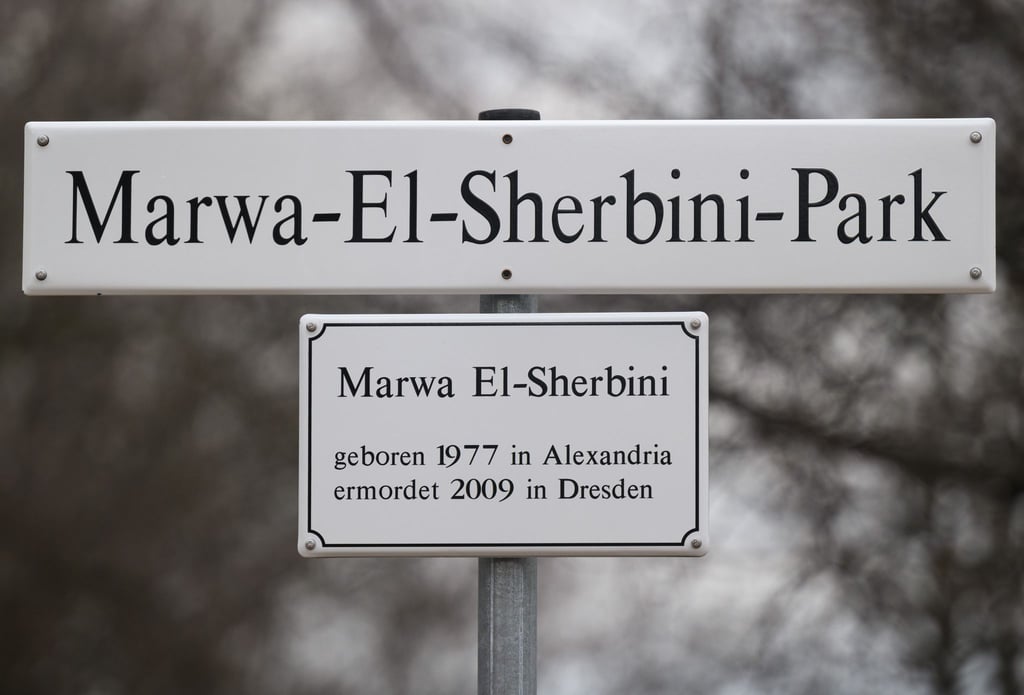 Marwa-El-Sherbini-Park
Marwa El-Sherbini
geboren 1977 in Alexandria
ermordet 2009 in Dresden